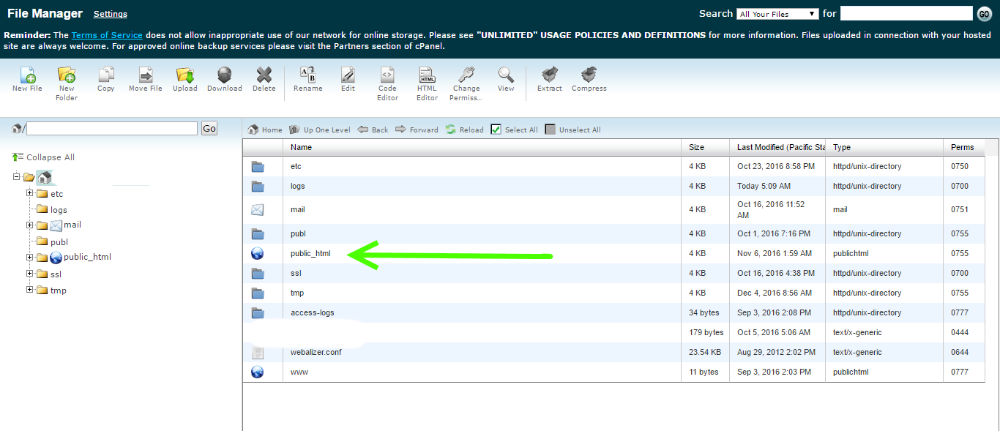 File Manager Settings
Search All Your Files for GO
Reminder: The Terms of Service does not allow inappropriate use of our network for online storage. Please see "UNLIMITED" USAGE POLICIES AND DEFINITIONS for more information. Files uploaded in connection with your hosted
site are always welcome. For approved online backup services please visit the Partners section of cPanel.
New File
New
Folder
Copy
Move File
Upload
Download
Delete
A B
Rename
Edit
Code
Editor
HTML
HTML
Editor
Change
Permiss...
View
Extract
Compress
/ Go
Collapse All
etc
logs
mail
publ
public_html
ssl
tmp
Home Up One Level Back Forward Reload Select All Unselect All
Name Size Last Modified (Pacific Sta Type Perms
etc 4 KB Oct 23, 2016 8:58 PM httpd/unix-directory 0750
logs 4 KB Today 5:09 AM httpd/unix-directory 0700
mail 4 KB Oct 16, 2016 11:52
AM mail 0751
publ 4 KB Oct 1, 2016 7:16 PM httpd/unix-directory 0755
public_html 4 KB Nov 6, 2016 1:59 AM publichtml 0755
ssl 4 KB Oct 16, 2016 4:38 PM httpd/unix-directory 0700
tmp 4 KB Dec 4, 2016 8:56 AM httpd/unix-directory 0755
access-logs 34 bytes Sep 3, 2016 2:08 PM httpd/unix-directory 0777
179 bytes Oct 5, 2016 5:06 AM text/x-generic 0444
webalizer.conf 23.54 KB Aug 29, 2012 2:02 PM text/x-generic 0644
www 11 bytes Sep 3, 2016 2:03 PM publichtml 0777